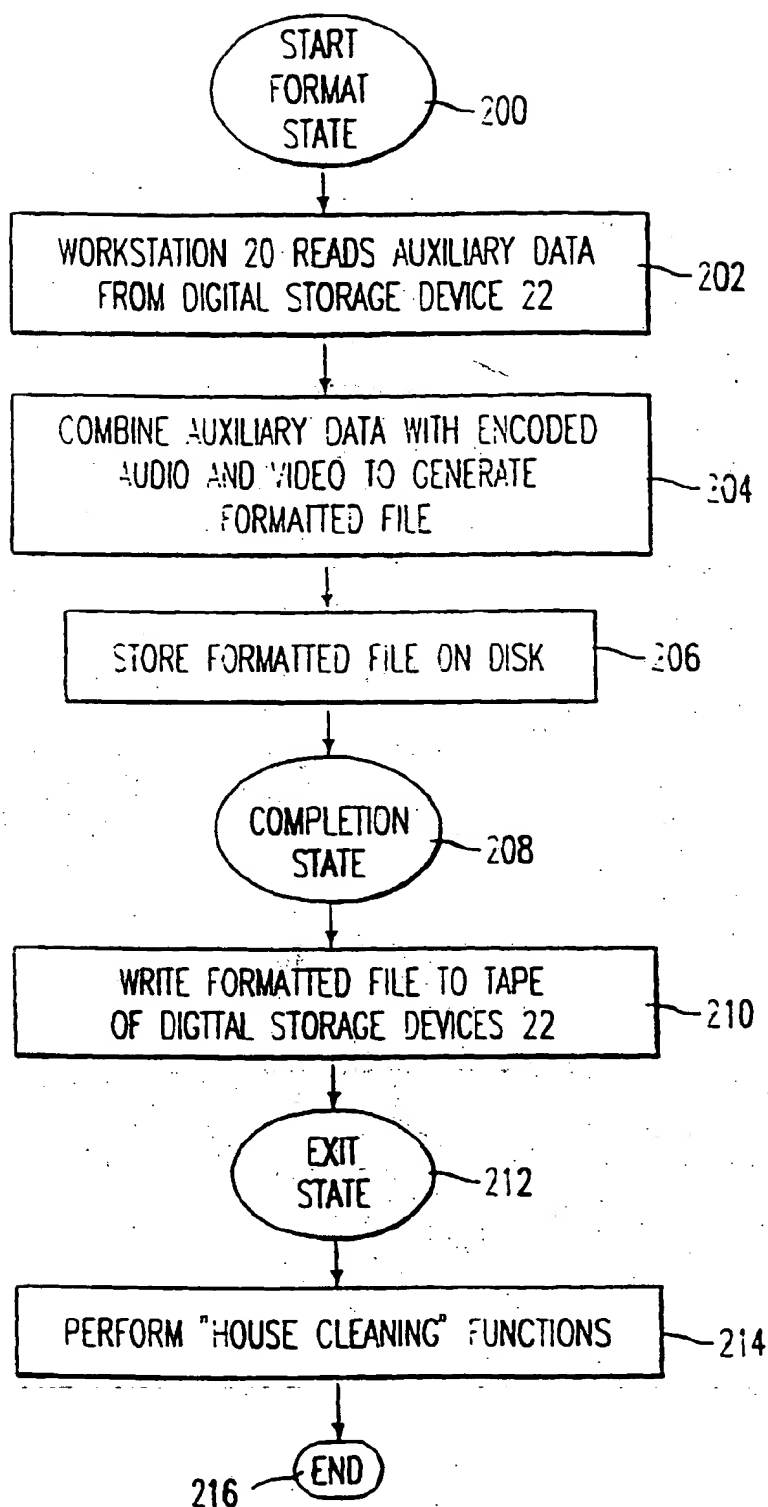 START
FORMAT
STATE
200
WORKSTATION 20 READS AUXILIARY DATA
FROM DIGITAL STORAGE DEVICE 22
202
COMBINE AUXILIARY DATA WITH ENCODED
AUDIO AND VIDEO TO GENERATE
FORMATTED FILE
204
STORE FORMATTED FILE ON DISK
206
COMPLETION
STATE
208
WRITE FORMATTED FILE TO TAPE
OF DIGITAL STORAGE DEVICES 22
210
EXIT
STATE
212
PERFORM "HOUSE CLEANING" FUNCTIONS
214
END
216